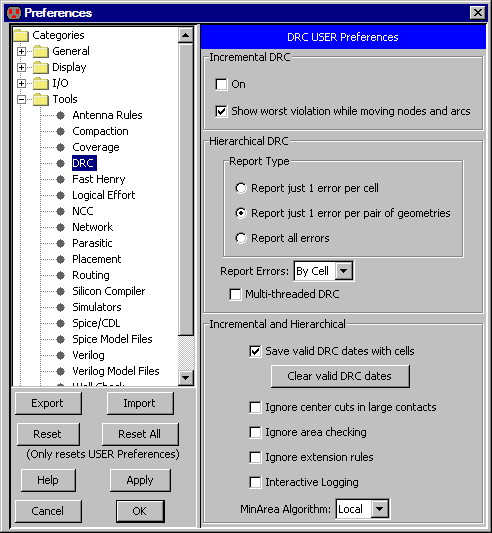 Preferences
Categories
General
Display
I/O
Tools
Antenna Rules
Compaction
Coverage
DRC
Fast Henry
Logical Effort
NCC
Network
Parasitic
Placement
Routing
Silicon Compiler
Simulators
Spice/CDL
Spice Model Files
Verilog
Verilog Model Files
Well Check
Export
Import
Reset
Reset All
(Only resets USER Preferences)
Help
Apply
Cancel
OK
DRC USER Preferences
Incremental DRC
On
Show worst violation while moving nodes and arcs
Hierarchical DRC
Report Type
Report just 1 error per cell
Report just 1 error per pair of geometries
Report all errors
Report Errors: By Cell
Multi-threaded DRC
Incremental and Hierarchical
Save valid DRC dates with cells
Clear valid DRC dates
Ignore center cuts in large contacts
Ignore area checking
Ignore extension rules
Interactive Logging
MinArea Algorithm: Local